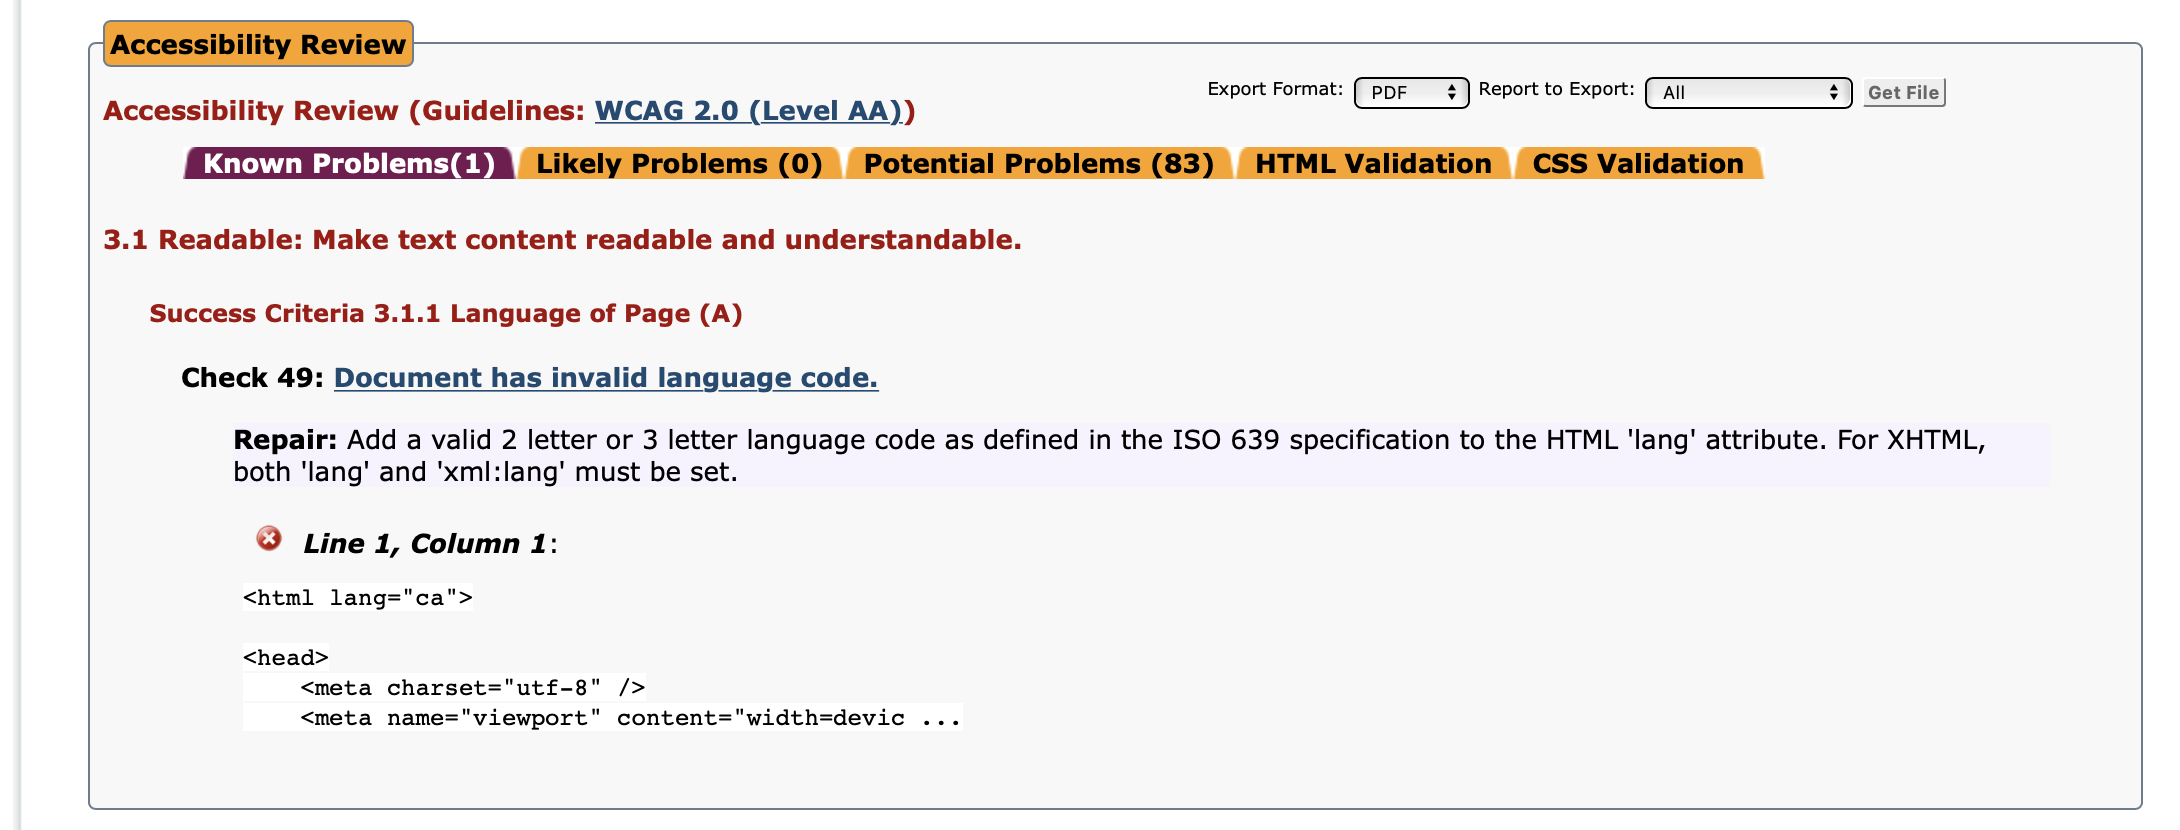 Accessibility Review
Export Format: PDF Report to Export: All Get File
Accessibility Review (Guidelines: WCAG 2.0 (Level AA))
Known Problems(1) Likely Problems (0) Potential Problems (83) HTML Validation CSS Validation
3.1 Readable: Make text content readable and understandable.
Success Criteria 3.1.1 Language of Page (A)
Check 49: Document has invalid language code.
Repair: Add a valid 2 letter or 3 letter language code as defined in the ISO 639 specification to the HTML 'lang' attribute. For XHTML,
both 'lang' and 'xml:lang' must be set.
Line 1, Column 1:
<html lang="ca">
<head>
<meta charset="utf-8" />
<meta name="viewport" content="width=devic ...